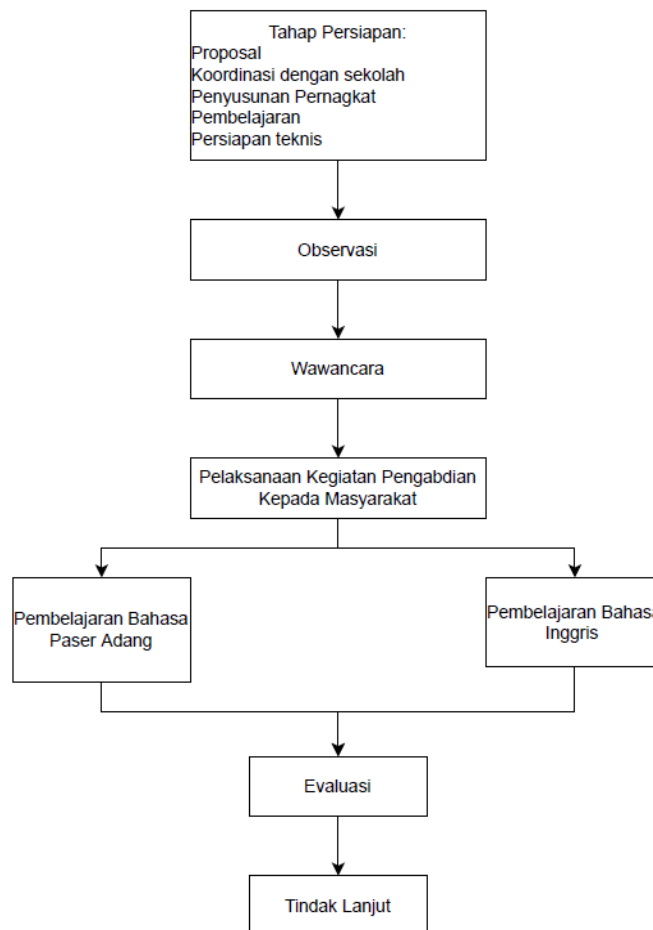 Tahap Persiapan:
Proposal
Koordinasi dengan sekolah
Penyusunan Pernagkat
Pembelajaran
Persiapan teknis
Observasi
Wawancara
Pelaksanaan Kegiatan Pengabdian
Kepada Masyarakat
Pembelajaran Bahasa
Paser Adang
Pembelajaran Bahasa
Inggris
Evaluasi
Tindak Lanjut